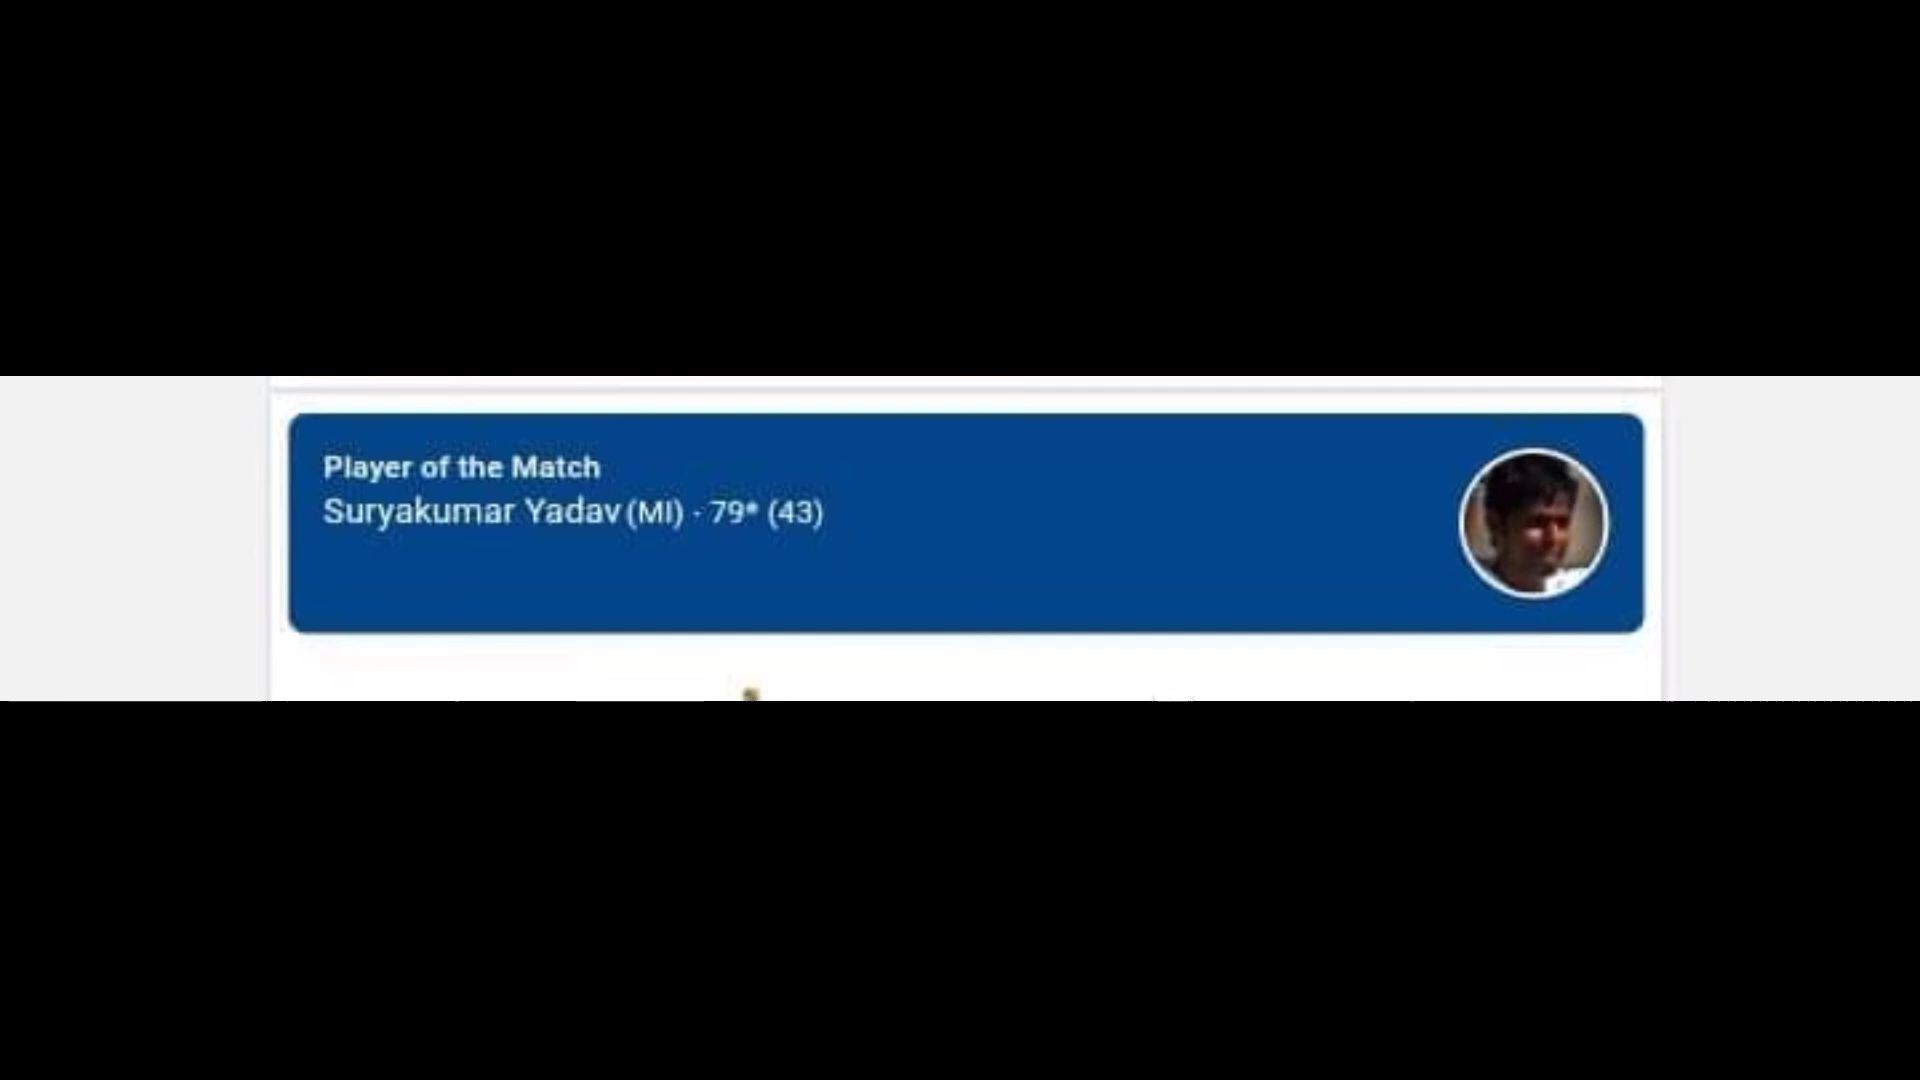 Player of the Match
Suryakumar Yadav (MI) · 79* (43)